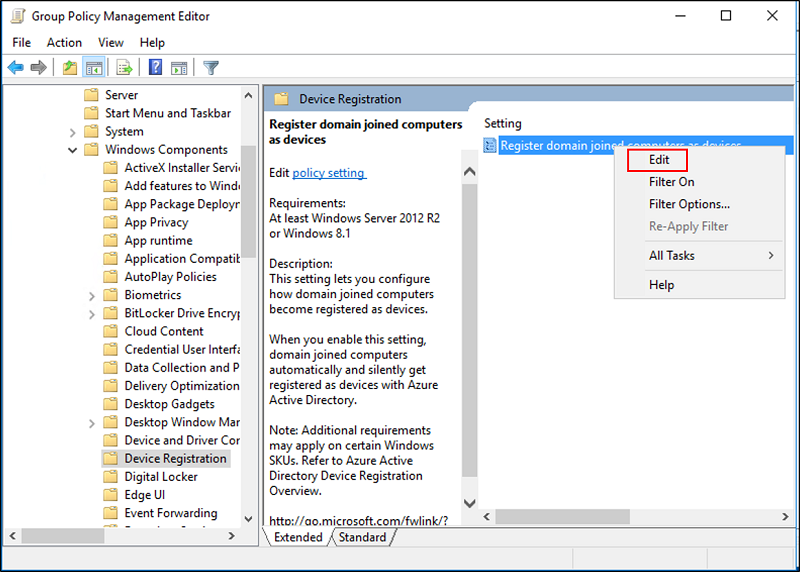 Group Policy Management Editor
File Action View Help
Server
Start Menu and Taskbar
System
Windows Components
ActiveX Installer Servi
Add features to Windo
App Package Deployn
App Privacy
App runtime
Application Compatib
AutoPlay Policies
Biometrics
BitLocker Drive Encryp
Cloud Content
Credential User Interfa
Data Collection and P
Delivery Optimization
Desktop Gadgets
Desktop Window Mar
Device and Driver Cor
Device Registration
Digital Locker
Edge UI
Event Forwarding
Device Registration
Register domain joined computers
as devices
Edit policy setting
Requirements:
At least Windows Server 2012 R2
or Windows 8.1
Description:
This setting lets you configure
how domain joined computers
become registered as devices.
When you enable this setting,
domain joined computers
automatically and silently get
registered as devices with Azure
Active Directory.
Note: Additional requirements
may apply on certain Windows
SKUs. Refer to Azure Active
Directory Device Registration
Overview.
http://go.microsoft.com/fwlink/?
Setting
Register domain joined computers as devices
Edit
Filter On
Filter Options...
Re-Apply Filter
All Tasks
Help
Extended Standard